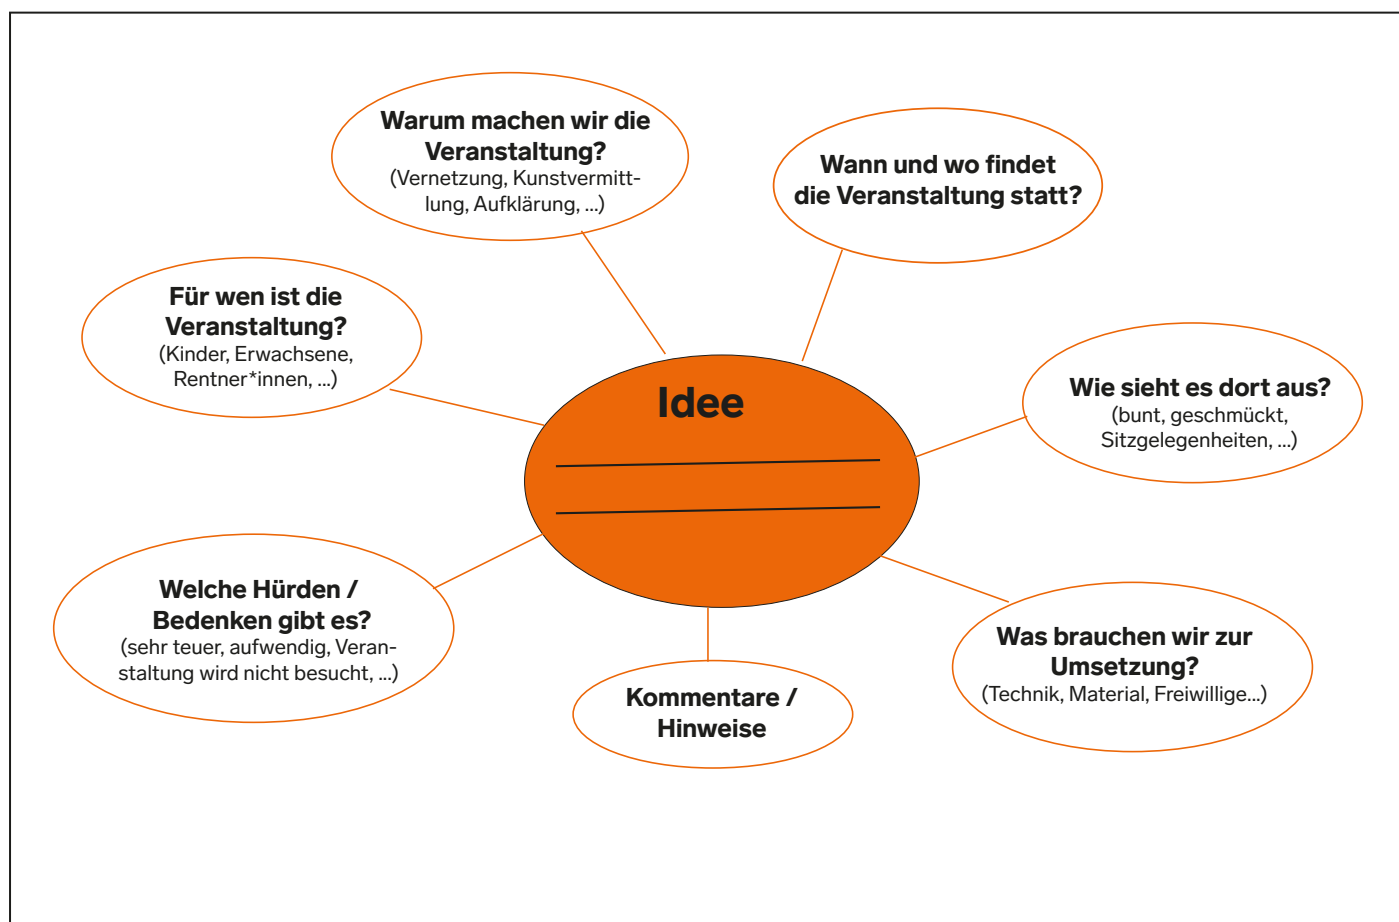 Warum machen wir die
Veranstaltung?
(Vernetzung, Kunstvermitt-
lung, Aufklärung, ...)
Wann und wo findet
die Veranstaltung statt?
Für wen ist die
Veranstaltung?
(Kinder, Erwachsene,
Rentner*innen, ...)
Idee
Wie sieht es dort aus?
(bunt, geschmückt,
Sitzgelegenheiten, ...)
Welche Hürden /
Bedenken gibt es?
(sehr teuer, aufwendig, Veran-
staltung wird nicht besucht, ...)
Kommentare /
Hinweise
Was brauchen wir zur
Umsetzung?
(Technik, Material, Freiwillige...)